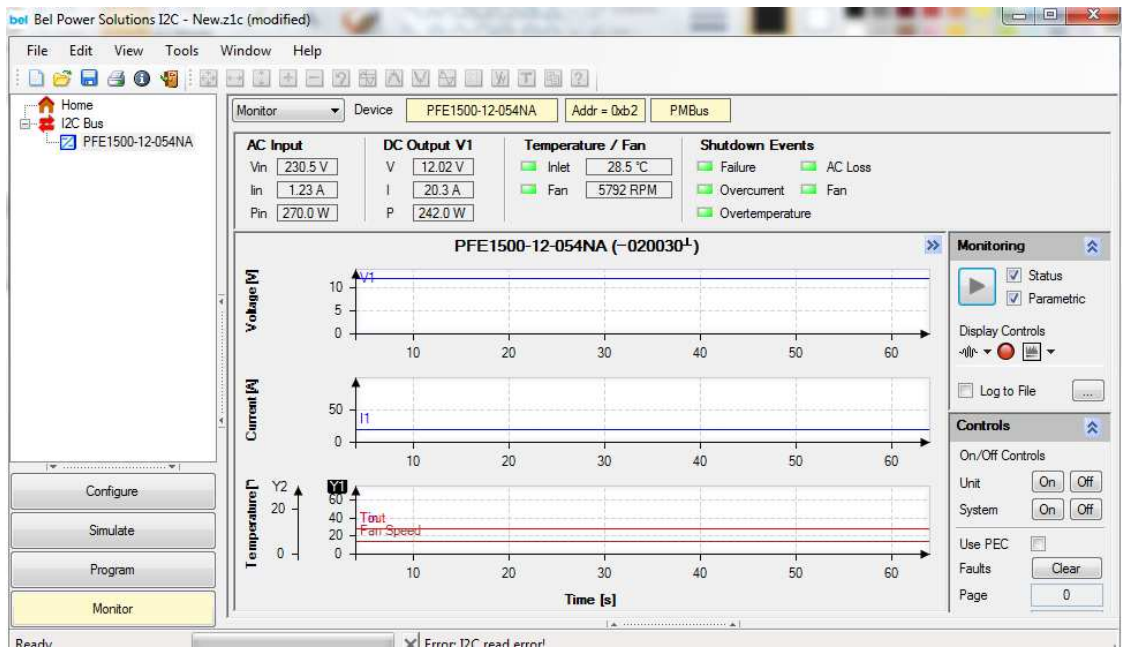 bel Bel Power Solutions I2C - New.z1c (modified)
File Edit View Tools Window Help
Home
I2C Bus
PFE1500-12-054NA
Monitor Device PFE1500-12-054NA Addr = 0xb2 PMBus
AC Input DC Output V1 Temperature / Fan Shutdown Events
Vin 230.5 V V 12.02 V Inlet 28.5 °C Failure AC Loss
Iin 1.23 A I 20.3 A Fan 5792 RPM Overcurrent Fan
Pin 270.0 W P 242.0 W Overtemperature
PFE1500-12-054NA (−020030┴)
Voltage [V]
V1
10
5
0
10 20 30 40 50 60
Current [A]
50
I1
0
10 20 30 40 50 60
Temperature [
Y2 Y1
20
0
60
40
20
0
Fan Speed
10 20 30 40 50 60
Time [s]
Monitoring
Status
Parametric
Display Controls
Log to File ...
Controls
On/Off Controls
Unit On Off
System On Off
Use PEC
Faults Clear
Page 0
Configure
Simulate
Program
Monitor
Ready Error: I2C read error!